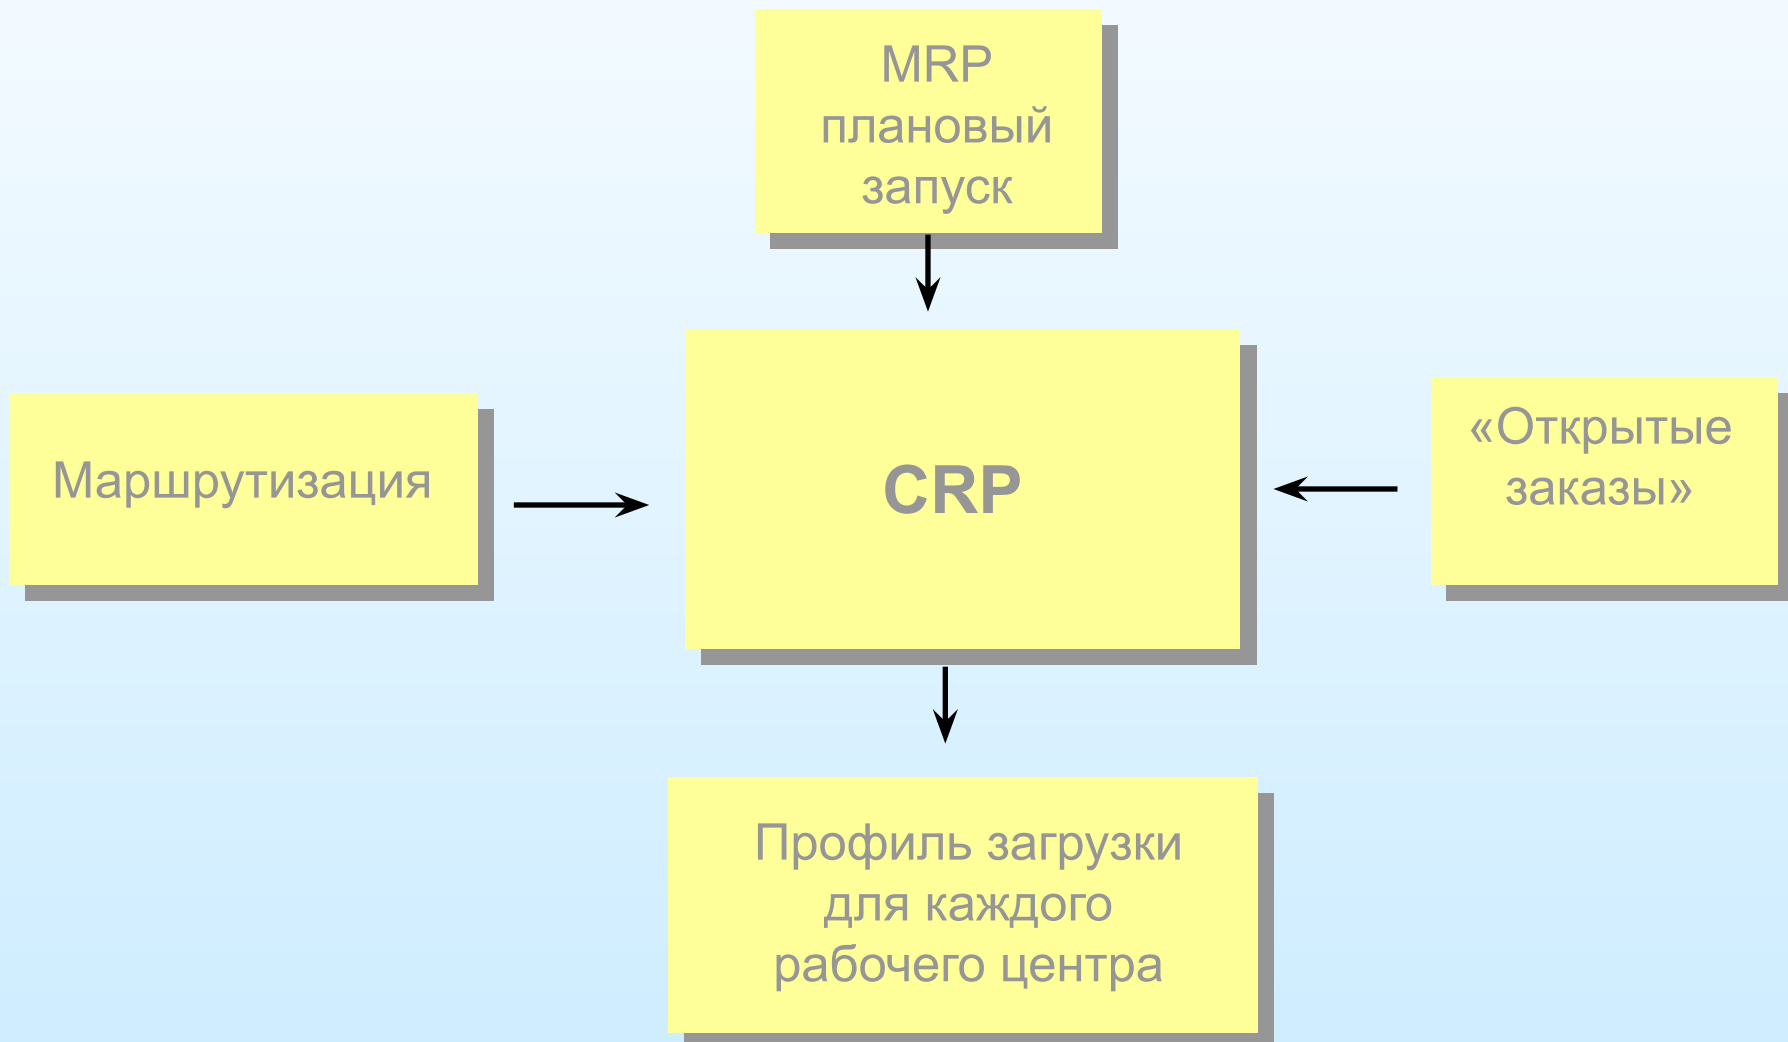 MRP
плановый
запуск
Маршрутизация
CRP
«Открытые
заказы»
Профиль загрузки
для каждого
рабочего центра